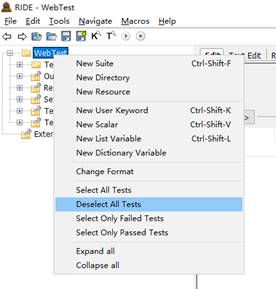 RIDE - WebTest
File Edit Tools Navigate Macros Help
WebTest
Edit Text Edit R
New Suite Ctrl-Shift-F
New Directory
New Resource
New User Keyword Ctrl-Shift-K
New Scalar Ctrl-Shift-V
New List Variable Ctrl-Shift-L
New Dictionary Variable
Change Format
Select All Tests
Deselect All Tests
Select Only Failed Tests
Select Only Passed Tests
Expand all
Collapse all
Te
Ou
Re
Se
Te
Te
Exter